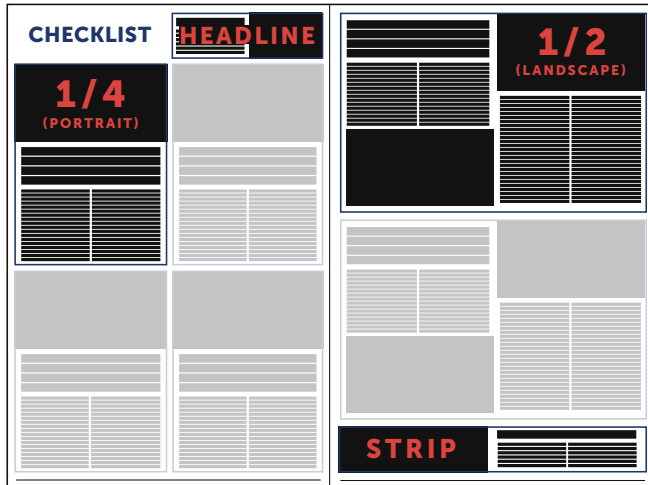 CHECKLIST
HEADLINE
1/4
(PORTRAIT)
1/2
(LANDSCAPE)
STRIP